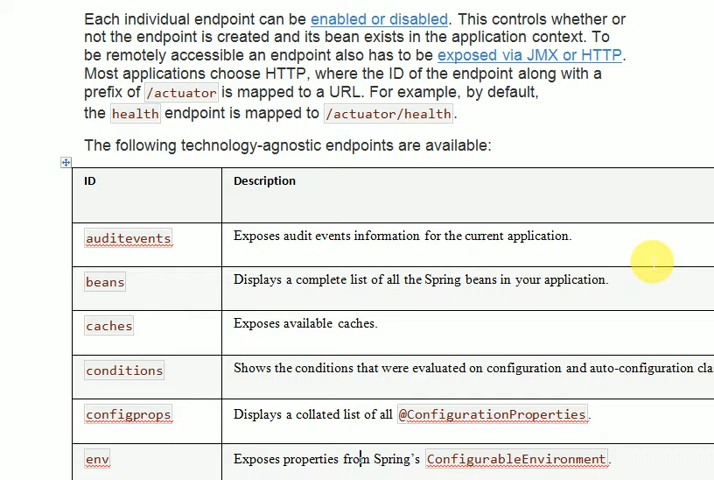 Each individual endpoint can be enabled or disabled. This controls whether or
not the endpoint is created and its bean exists in the application context. To
be remotely accessible an endpoint also has to be exposed via JMX or HTTP.
Most applications choose HTTP, where the ID of the endpoint along with a
prefix of /actuator is mapped to a URL. For example, by default,
the health endpoint is mapped to /actuator/health.
The following technology-agnostic endpoints are available:
ID Description
auditevents Exposes audit events information for the current application.
beans Displays a complete list of all the Spring beans in your application.
caches Exposes available caches.
conditions Shows the conditions that were evaluated on configuration and auto-configuration cla
configprops Displays a collated list of all @ConfigurationProperties.
env Exposes properties from Spring’s ConfigurableEnvironment.